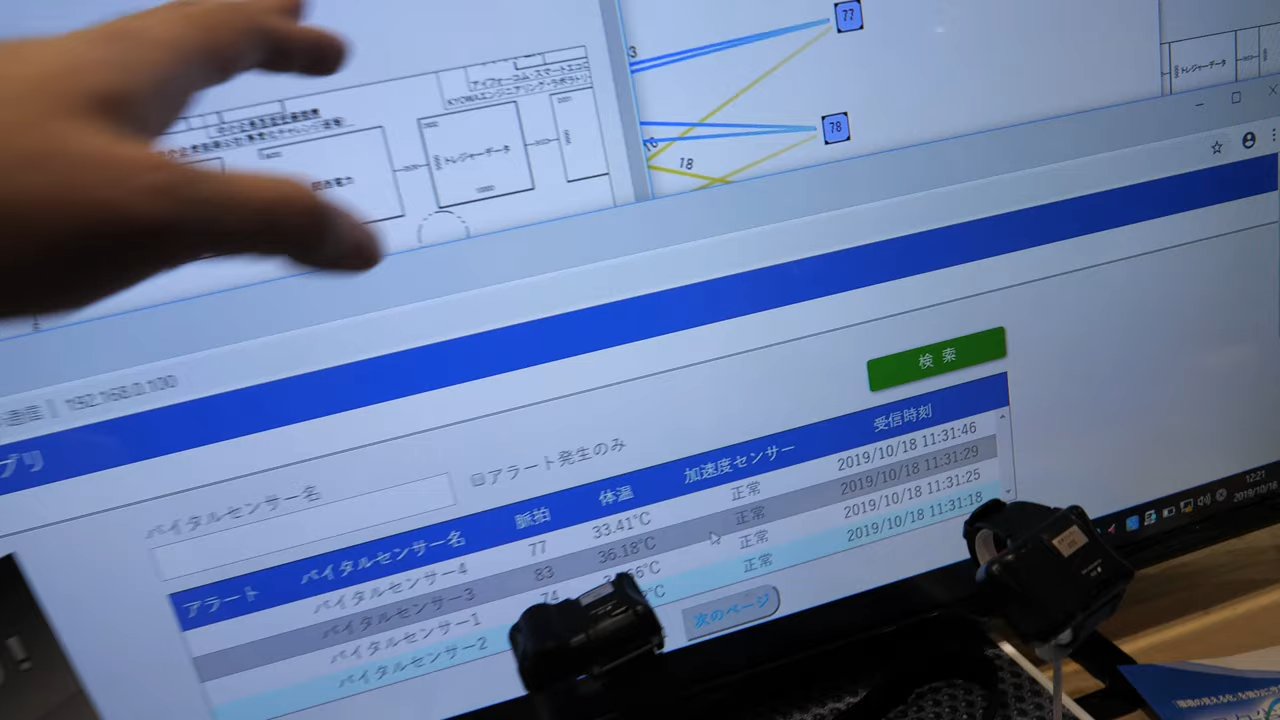 77
3
78
18
アイフォーコム・スマートエコロ
KYOWAエンジニアリング・ラボラトリー
トレジャーデータ
トレジャーデータ
192.168.0.100
プリ
検 索
バイタルセンサー名
アラート発生のみ
アラート バイタルセンサー名 脈拍 体温 加速度センサー 受信時刻
バイタルセンサー4 77 33.41°C 正常 2019/10/18 11:31:46
バイタルセンサー3 83 36.18°C 正常 2019/10/18 11:31:29
バイタルセンサー1 74 正常 2019/10/18 11:31:25
バイタルセンサー2 正常 2019/10/18 11:31:18
次のページ
12:21
2019/10/18